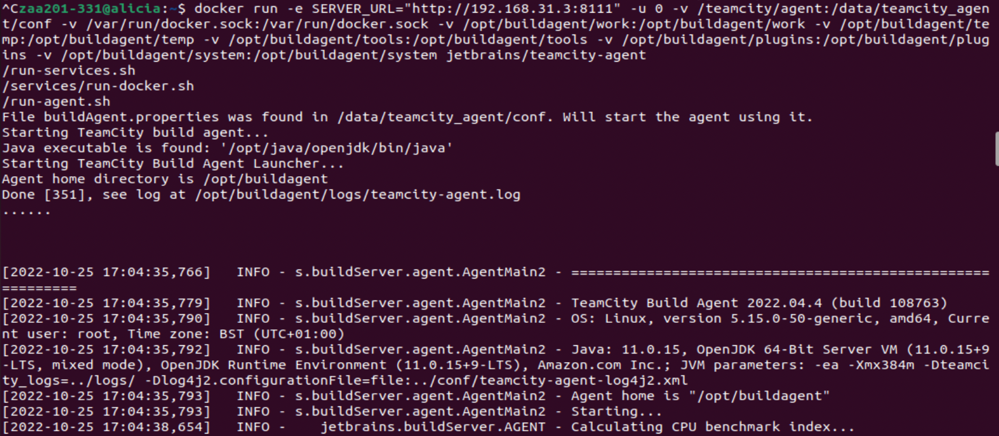 ^Czaa201-331@alicia:~$ docker run -e SERVER_URL="http://192.168.31.3:8111" -u 0 -v /teamcity/agent:/data/teamcity_agen
t/conf -v /var/run/docker.sock:/var/run/docker.sock -v /opt/buildagent/work:/opt/buildagent/work -v /opt/buildagent/te
mp:/opt/buildagent/temp -v /opt/buildagent/tools:/opt/buildagent/tools -v /opt/buildagent/plugins:/opt/buildagent/plug
ins -v /opt/buildagent/system:/opt/buildagent/system jetbrains/teamcity-agent
/run-services.sh
/services/run-docker.sh
/run-agent.sh
File buildAgent.properties was found in /data/teamcity_agent/conf. Will start the agent using it.
Starting TeamCity build agent...
Java executable is found: '/opt/java/openjdk/bin/java'
Starting TeamCity Build Agent Launcher...
Agent home directory is /opt/buildagent
Done [351], see log at /opt/buildagent/logs/teamcity-agent.log
......
[2022-10-25 17:04:35,766]   INFO - s.buildServer.agent.AgentMain2 - ==================================================
=========
[2022-10-25 17:04:35,779]   INFO - s.buildServer.agent.AgentMain2 - TeamCity Build Agent 2022.04.4 (build 108763)
[2022-10-25 17:04:35,790]   INFO - s.buildServer.agent.AgentMain2 - OS: Linux, version 5.15.0-50-generic, amd64, Curre
nt user: root, Time zone: BST (UTC+01:00)
[2022-10-25 17:04:35,792]   INFO - s.buildServer.agent.AgentMain2 - Java: 11.0.15, OpenJDK 64-Bit Server VM (11.0.15+9
-LTS, mixed mode), OpenJDK Runtime Environment (11.0.15+9-LTS), Amazon.com Inc.; JVM parameters: -ea -Xmx384m -Dteamci
ty_logs=../logs/ -Dlog4j2.configurationFile=file:../conf/teamcity-agent-log4j2.xml
[2022-10-25 17:04:35,793]   INFO - s.buildServer.agent.AgentMain2 - Agent home is "/opt/buildagent"
[2022-10-25 17:04:35,793]   INFO - s.buildServer.agent.AgentMain2 - Starting...
[2022-10-25 17:04:38,654]   INFO -    jetbrains.buildServer.AGENT - Calculating CPU benchmark index...